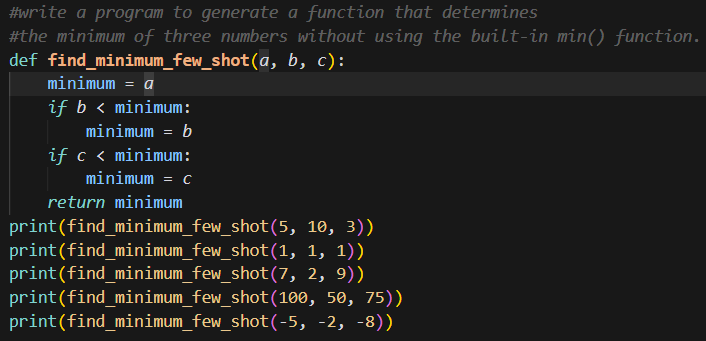 #write a program to generate a function that determines
#the minimum of three numbers without using the built-in min() function.
def find_minimum_few_shot(a, b, c):
    minimum = a
    if b < minimum:
        minimum = b
    if c < minimum:
        minimum = c
    return minimum
print(find_minimum_few_shot(5, 10, 3))
print(find_minimum_few_shot(1, 1, 1))
print(find_minimum_few_shot(7, 2, 9))
print(find_minimum_few_shot(100, 50, 75))
print(find_minimum_few_shot(-5, -2, -8))